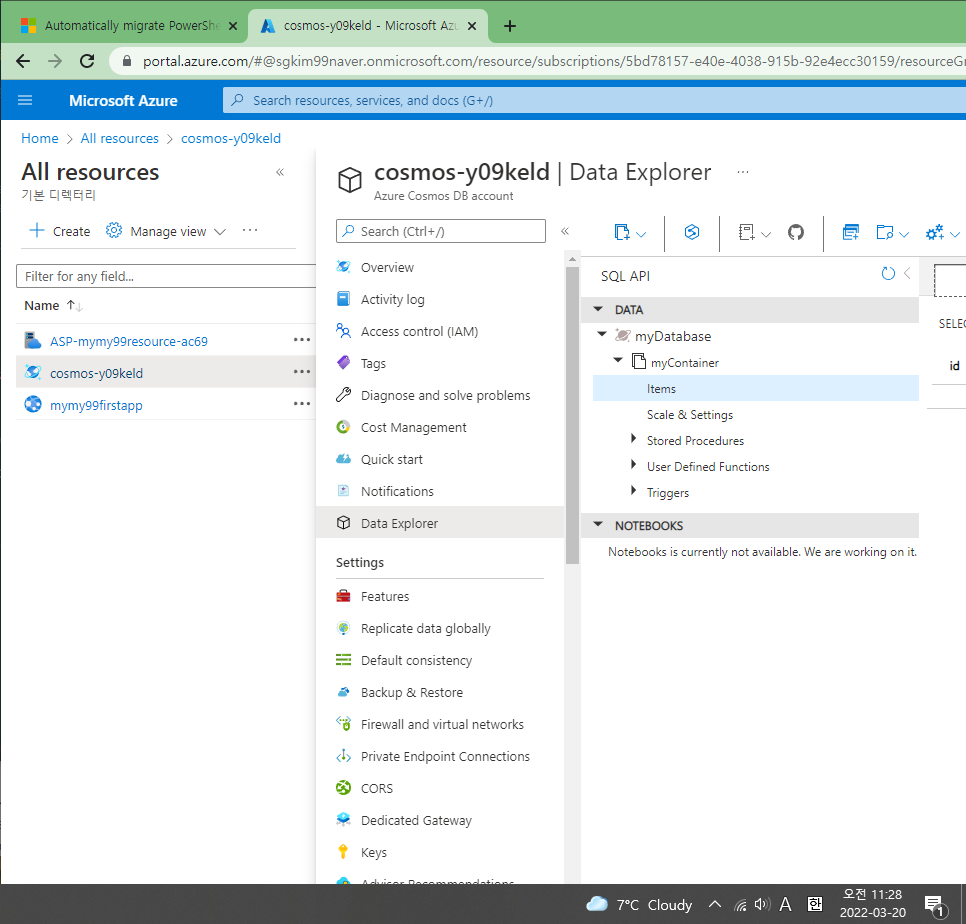 Automatically migrate PowerShe
cosmos-y09keld - Microsoft Azu
portal.azure.com/#@sgkim99naver.onmicrosoft.com/resource/subscriptions/5bd78157-e40e-4038-915b-92e4ecc30159/resourceGr
Microsoft Azure
Search resources, services, and docs (G+/)
Home > All resources > cosmos-y09keld
All resources
기본 디렉터리
Create
Manage view
Filter for any field...
Name
ASP-mymy99resource-ac69
cosmos-y09keld
mymy99firstapp
cosmos-y09keld | Data Explorer
Azure Cosmos DB account
Search (Ctrl+/)
Overview
Activity log
Access control (IAM)
Tags
Diagnose and solve problems
Cost Management
Quick start
Notifications
Data Explorer
Settings
Features
Replicate data globally
Default consistency
Backup & Restore
Firewall and virtual networks
Private Endpoint Connections
CORS
Dedicated Gateway
Keys
Advisor Recommendations
SQL API
DATA
myDatabase
myContainer
Items
Scale & Settings
Stored Procedures
User Defined Functions
Triggers
NOTEBOOKS
Notebooks is currently not available. We are working on it.
SELEC
id
7°C Cloudy
A
한
오전 11:28
2022-03-20
1